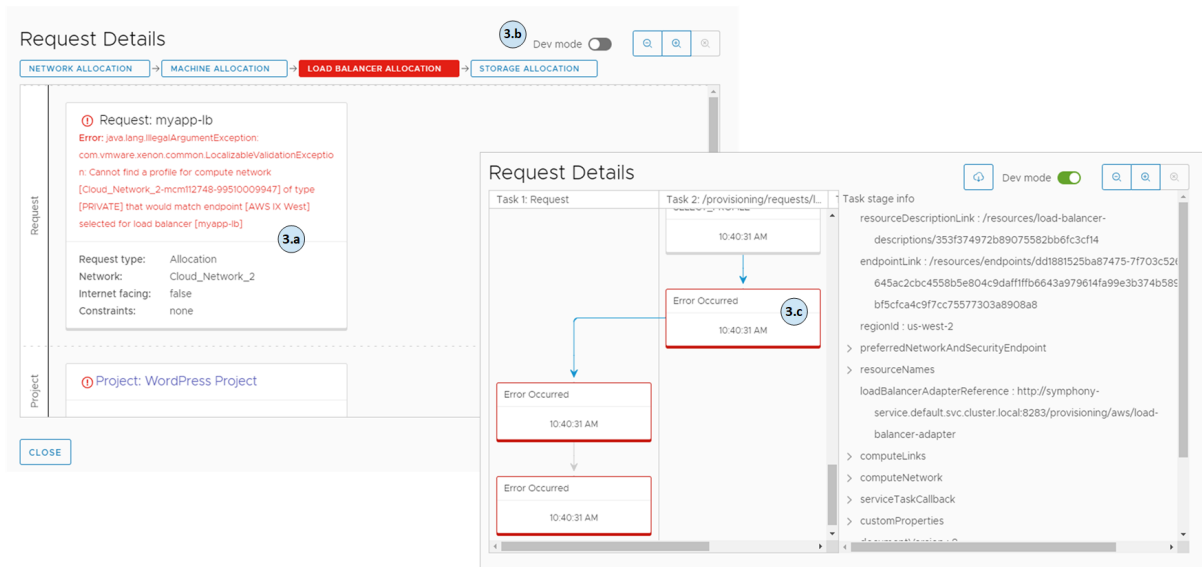 Request Details
3.b
Dev mode
NETWORK ALLOCATION
MACHINE ALLOCATION
LOAD BALANCER ALLOCATION
STORAGE ALLOCATION
Request
Request: myapp-lb
Error: java.lang.IllegalArgumentException:
com.vmware.xenon.common.LocalizableValidationExceptio
n: Cannot find a profile for compute network
[Cloud_Network_2-mcm112748-99510009947] of type
[PRIVATE] that would match endpoint [AWS IX West]
selected for load balancer [myapp-lb]
3.a
Request type: Allocation
Network: Cloud_Network_2
Internet facing: false
Constraints: none
Project
Project: WordPress Project
CLOSE
Request Details
Dev mode
Task 1: Request
Task 2: /provisioning/requests/l...
10:40:31 AM
Error Occurred
3.c
10:40:31 AM
Error Occurred
10:40:31 AM
Error Occurred
10:40:31 AM
Task stage info
resourceDescriptionLink : /resources/load-balancer-
descriptions/353f374972b89075582bb6fc3cf14
endpointLink : /resources/endpoints/dd1881525ba87475-7f703c526
645ac2cbc4558b5e804c9daff1ffb6643a979614fa99e3b374b589
bf5cfca4c9f7cc75577303a8908a8
regionId : us-west-2
preferredNetworkAndSecurityEndpoint
resourceNames
loadBalancerAdapterReference : http://symphony-
service.default.svc.cluster.local:8283/provisioning/aws/load-
balancer-adapter
computeLinks
computeNetwork
serviceTaskCallback
customProperties